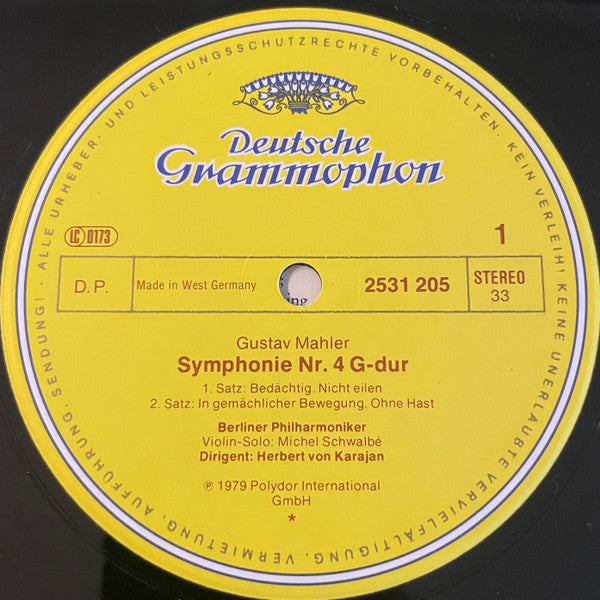 · ALLE URHEBER- UND LEISTUNGSSCHUTZRECHTE VORBEHALTEN. KEIN VERLEIH! KEINE UNERLAUBTE VERVIELFÄLTIGUNG, VERMIETUNG, AUFFÜHRUNG, SENDUNG!
Deutsche
Grammophon
LC 0173
1
D. P.
Made in West Germany
2531 205
STEREO
33
Gustav Mahler
Symphonie Nr. 4 G-dur
1. Satz: Bedächtig. Nicht eilen
2. Satz: In gemächlicher Bewegung. Ohne Hast
Berliner Philharmoniker
Violin-Solo: Michel Schwalbé
Dirigent: Herbert von Karajan
℗ 1979 Polydor International
GmbH
*